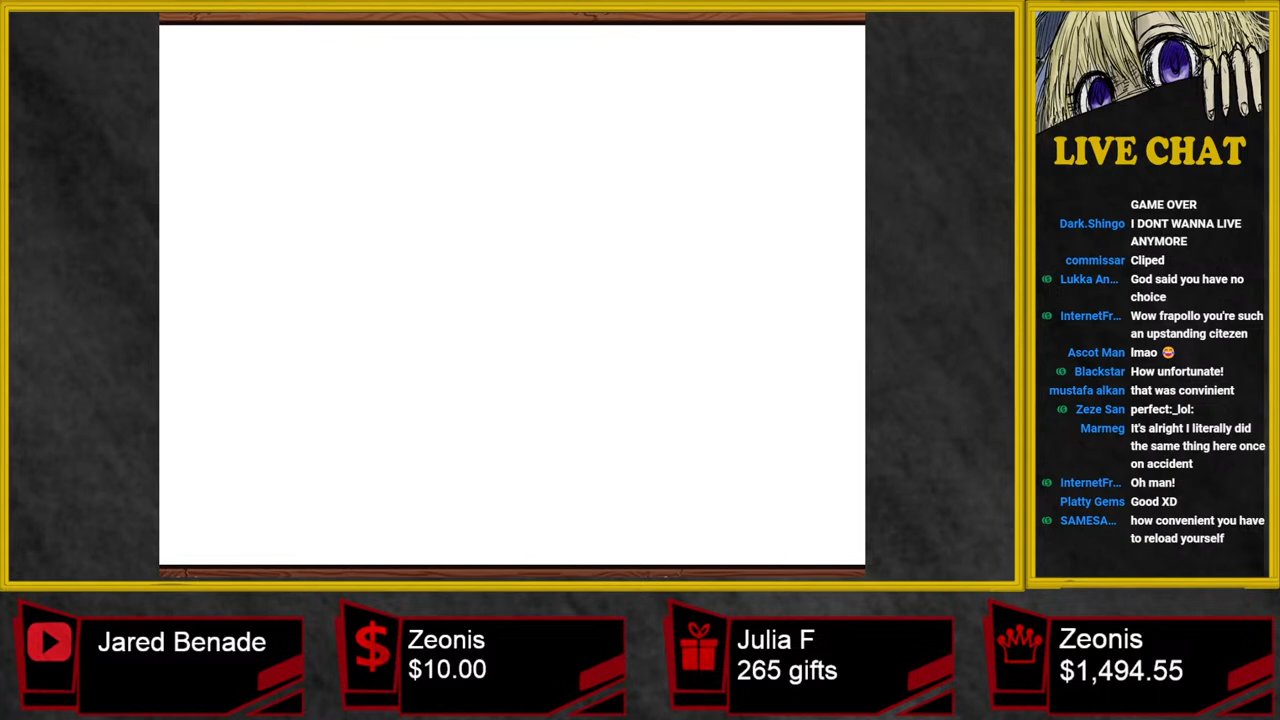 LIVE CHAT
GAME OVER
Dark.Shingo I DONT WANNA LIVE
ANYMORE
commissar Cliped
Lukka An... God said you have no
choice
InternetFr... Wow frapollo you're such
an upstanding citezen
Ascot Man lmao 😂
Blackstar How unfortunate!
mustafa alkan that was convinient
Zeze San perfect:_lol:
Marmeg It's alright I literally did
the same thing here once
on accident
InternetFr... Oh man!
Platty Gems Good XD
SAMESA... how convenient you have
to reload yourself
Jared Benade
$ Zeonis
$10.00
Julia F
265 gifts
Zeonis
$1,494.55